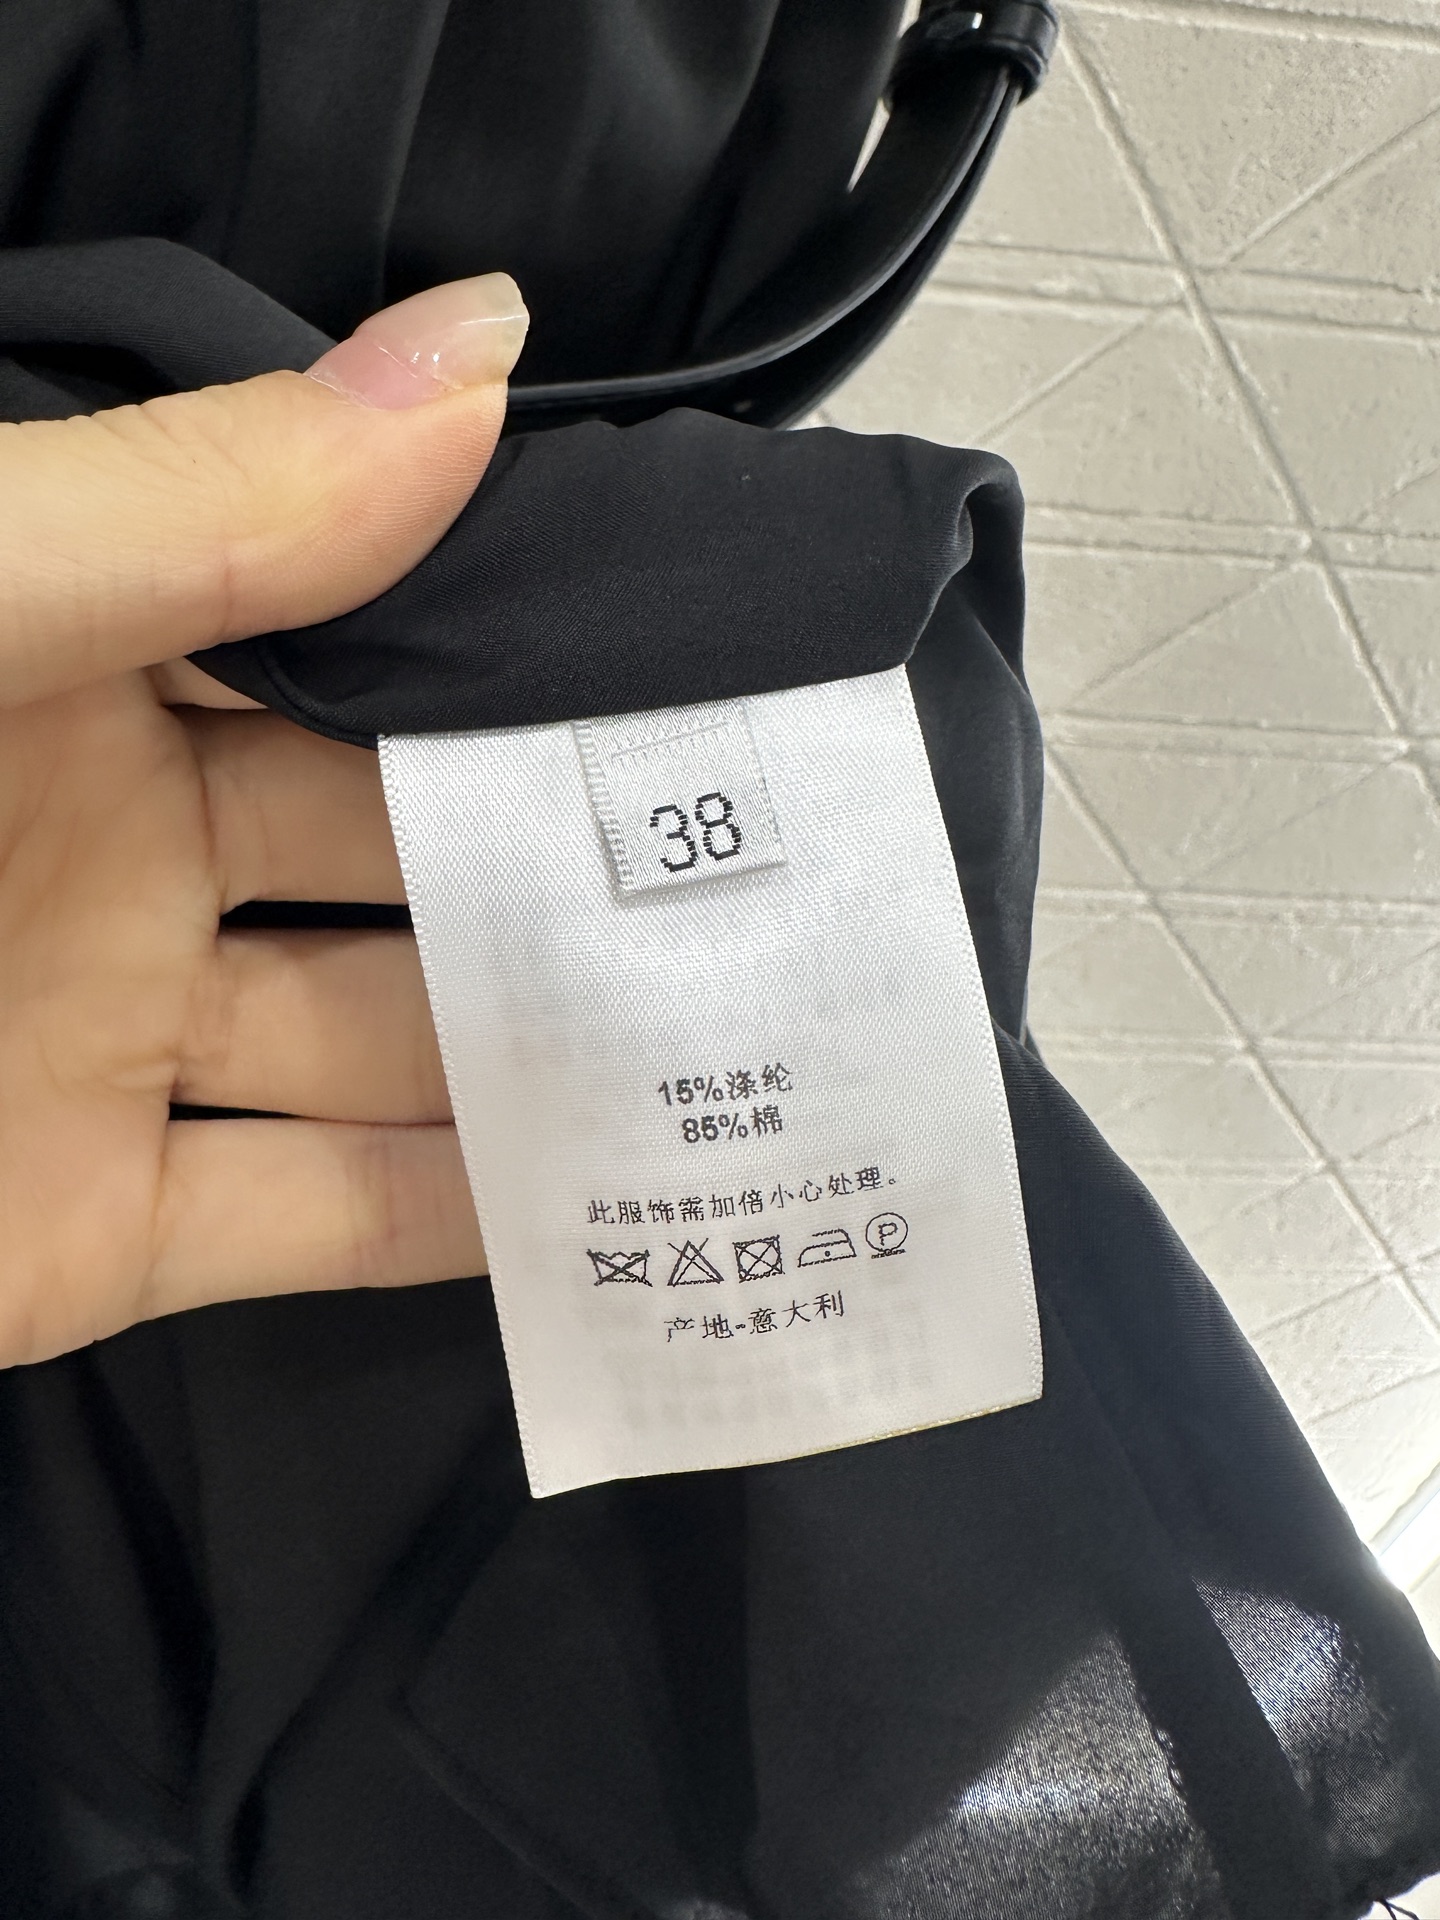 38
15%涤纶
85%棉
此服饰需加倍小心处理。
P
产地-意大利